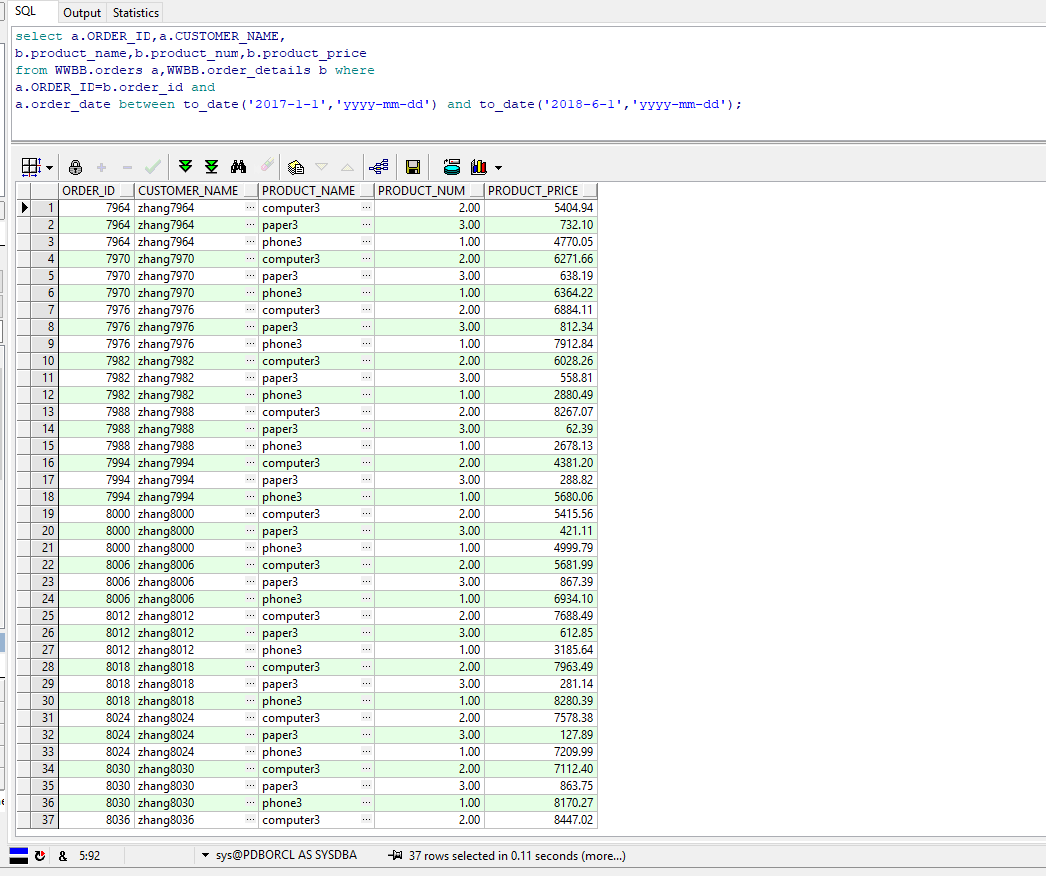 SQL Output Statistics
select a.ORDER_ID,a.CUSTOMER_NAME,
b.product_name,b.product_num,b.product_price
from WWBB.orders a,WWBB.order_details b where
a.ORDER_ID=b.order_id and
a.order_date between to_date('2017-1-1','yyyy-mm-dd') and to_date('2018-6-1','yyyy-mm-dd');
ORDER_ID CUSTOMER_NAME PRODUCT_NAME PRODUCT_NUM PRODUCT_PRICE
1 7964 zhang7964 ... computer3 ... 2.00 5404.94
2 7964 zhang7964 ... paper3 ... 3.00 732.10
3 7964 zhang7964 ... phone3 ... 1.00 4770.05
4 7970 zhang7970 ... computer3 ... 2.00 6271.66
5 7970 zhang7970 ... paper3 ... 3.00 638.19
6 7970 zhang7970 ... phone3 ... 1.00 6364.22
7 7976 zhang7976 ... computer3 ... 2.00 6884.11
8 7976 zhang7976 ... paper3 ... 3.00 812.34
9 7976 zhang7976 ... phone3 ... 1.00 7912.84
10 7982 zhang7982 ... computer3 ... 2.00 6028.26
11 7982 zhang7982 ... paper3 ... 3.00 558.81
12 7982 zhang7982 ... phone3 ... 1.00 2880.49
13 7988 zhang7988 ... computer3 ... 2.00 8267.07
14 7988 zhang7988 ... paper3 ... 3.00 62.39
15 7988 zhang7988 ... phone3 ... 1.00 2678.13
16 7994 zhang7994 ... computer3 ... 2.00 4381.20
17 7994 zhang7994 ... paper3 ... 3.00 288.82
18 7994 zhang7994 ... phone3 ... 1.00 5680.06
19 8000 zhang8000 ... computer3 ... 2.00 5415.56
20 8000 zhang8000 ... paper3 ... 3.00 421.11
21 8000 zhang8000 ... phone3 ... 1.00 4999.79
22 8006 zhang8006 ... computer3 ... 2.00 5681.99
23 8006 zhang8006 ... paper3 ... 3.00 867.39
24 8006 zhang8006 ... phone3 ... 1.00 6934.10
25 8012 zhang8012 ... computer3 ... 2.00 7688.49
26 8012 zhang8012 ... paper3 ... 3.00 612.85
27 8012 zhang8012 ... phone3 ... 1.00 3185.64
28 8018 zhang8018 ... computer3 ... 2.00 7963.49
29 8018 zhang8018 ... paper3 ... 3.00 281.14
30 8018 zhang8018 ... phone3 ... 1.00 8280.39
31 8024 zhang8024 ... computer3 ... 2.00 7578.38
32 8024 zhang8024 ... paper3 ... 3.00 127.89
33 8024 zhang8024 ... phone3 ... 1.00 7209.99
34 8030 zhang8030 ... computer3 ... 2.00 7112.40
35 8030 zhang8030 ... paper3 ... 3.00 863.75
36 8030 zhang8030 ... phone3 ... 1.00 8170.27
37 8036 zhang8036 ... computer3 ... 2.00 8447.02
& 5:92 sys@PDBORCL AS SYSDBA 37 rows selected in 0.11 seconds (more...)